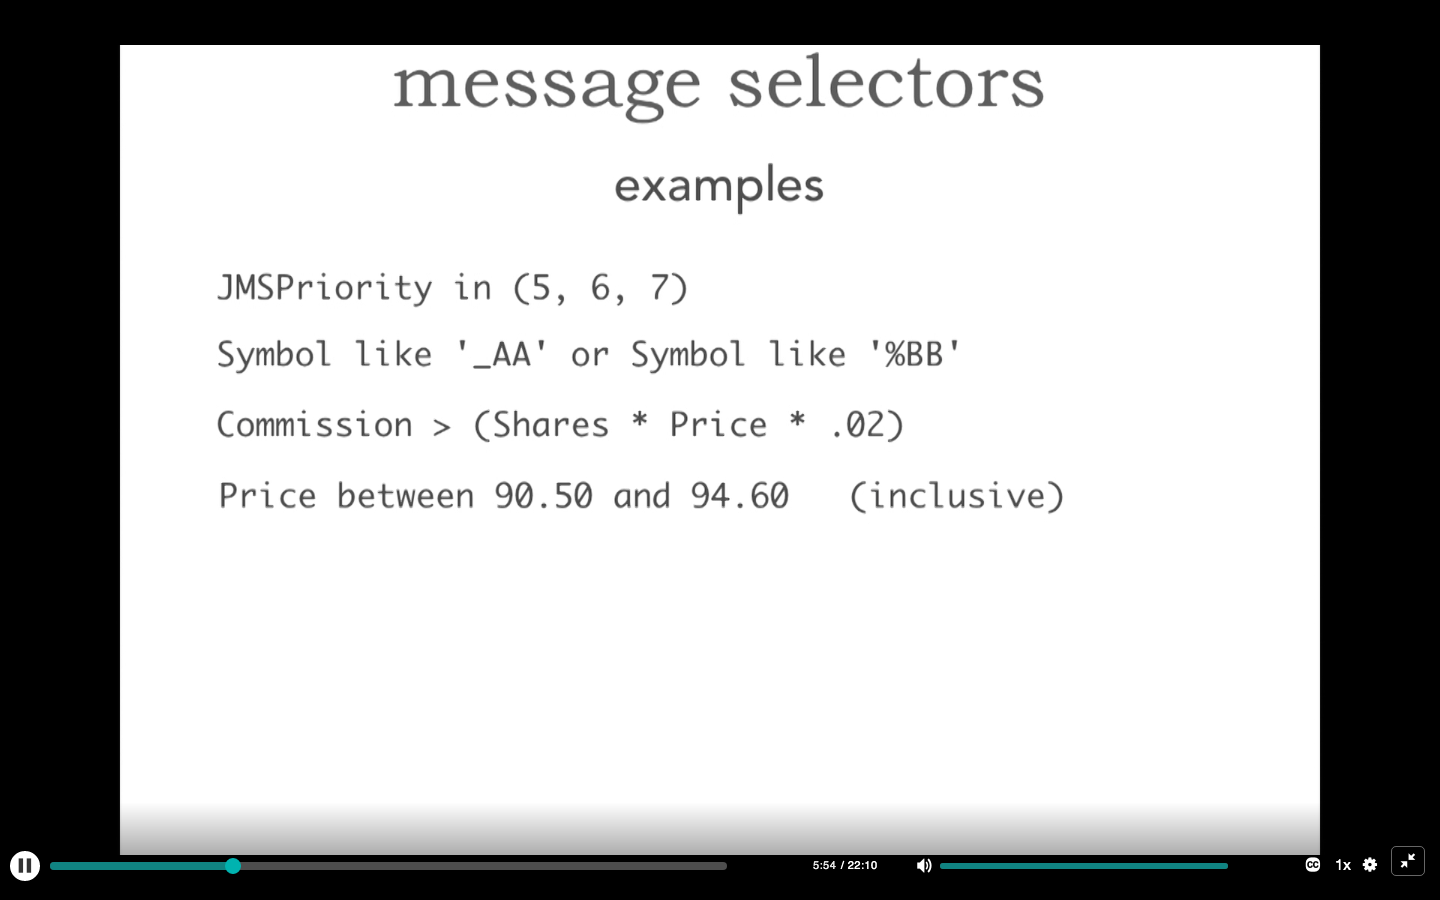 message selectors
examples
JMSPriority in (5, 6, 7)
Symbol like '_AA' or Symbol like '%BB'
Commission > (Shares * Price * .02)
Price between 90.50 and 94.60 (inclusive)
5:54 / 22:10
CC
1x